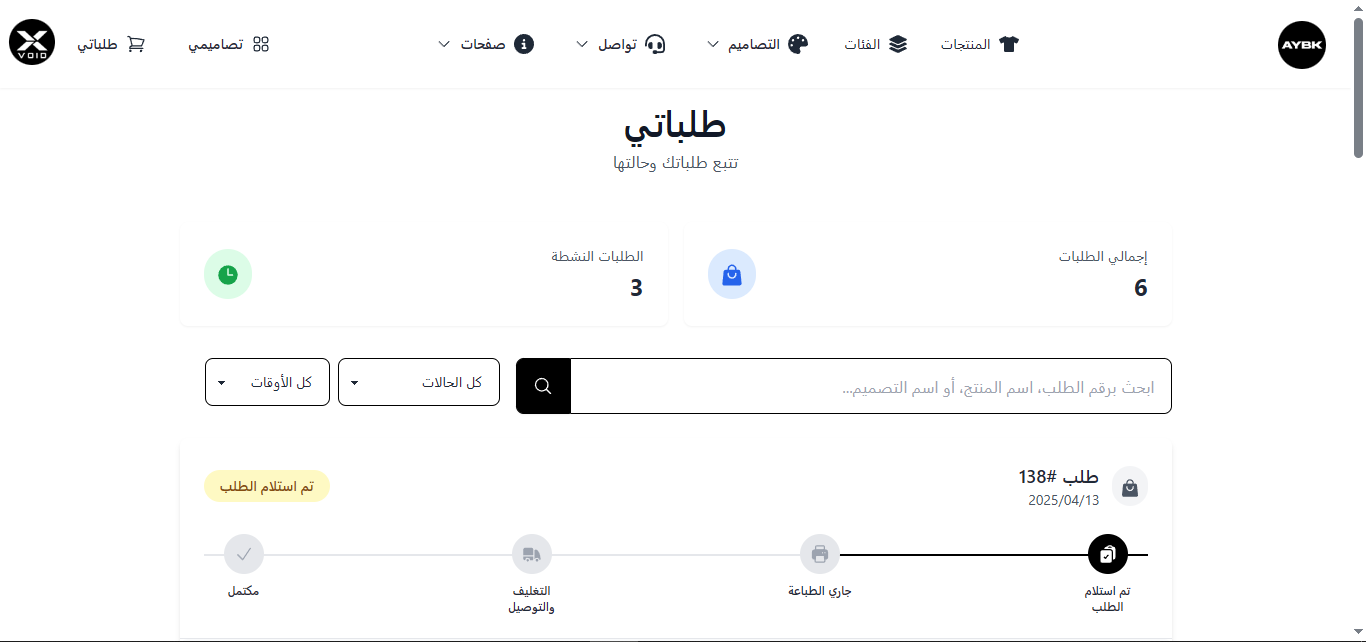 AYBK
المنتجات
الفئات
التصاميم
تواصل
صفحات
تصاميمي
طلباتي
X
VOID
طلباتي
تتبع طلباتك وحالتها
إجمالي الطلبات
6
الطلبات النشطة
3
ابحث برقم الطلب، اسم المنتج، أو اسم التصميم...
كل الحالات
كل الأوقات
طلب #138
2025/04/13
تم استلام الطلب
تم استلام
الطلب
جاري الطباعة
التغليف
والتوصيل
مكتمل